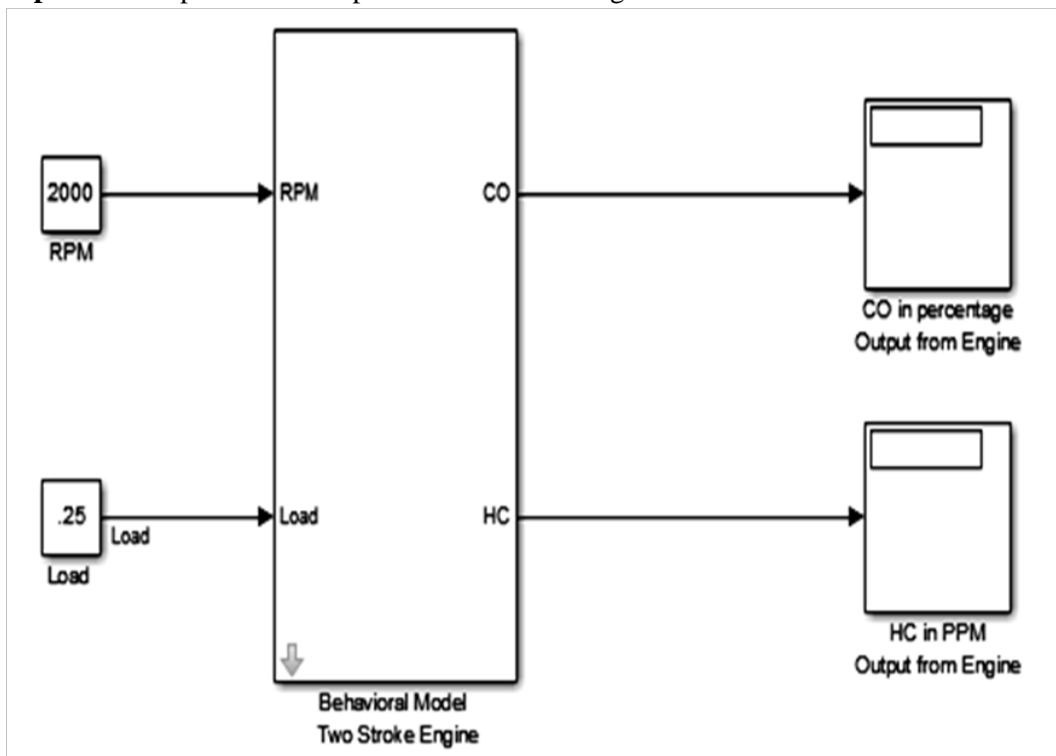 2000
RPM
RPM
CO
CO in percentage
Output from Engine
.25
Load
Load
Load
HC
HC in PPM
Output from Engine
Behavioral Model
Two Stroke Engine